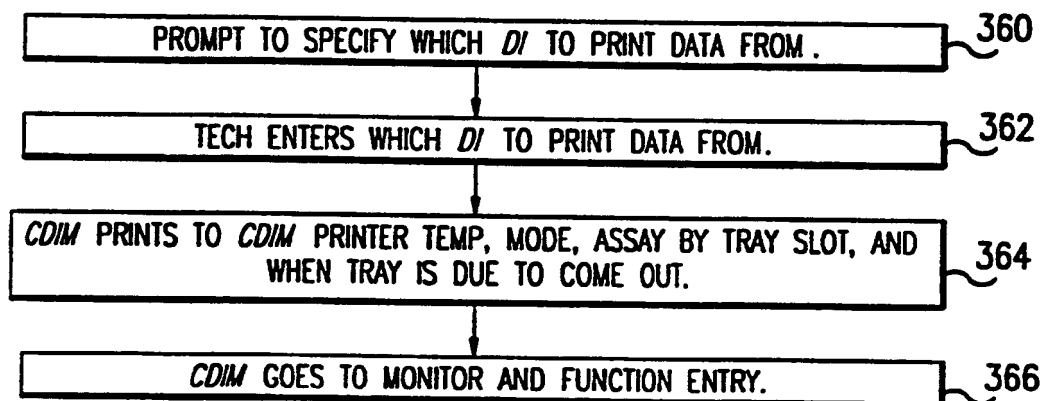 PROMPT TO SPECIFY WHICH DI TO PRINT DATA FROM.
360
TECH ENTERS WHICH DI TO PRINT DATA FROM.
362
CDIM PRINTS TO CDIM PRINTER TEMP, MODE, ASSAY BY TRAY SLOT, AND
WHEN TRAY IS DUE TO COME OUT.
364
CDIM GOES TO MONITOR AND FUNCTION ENTRY.
366